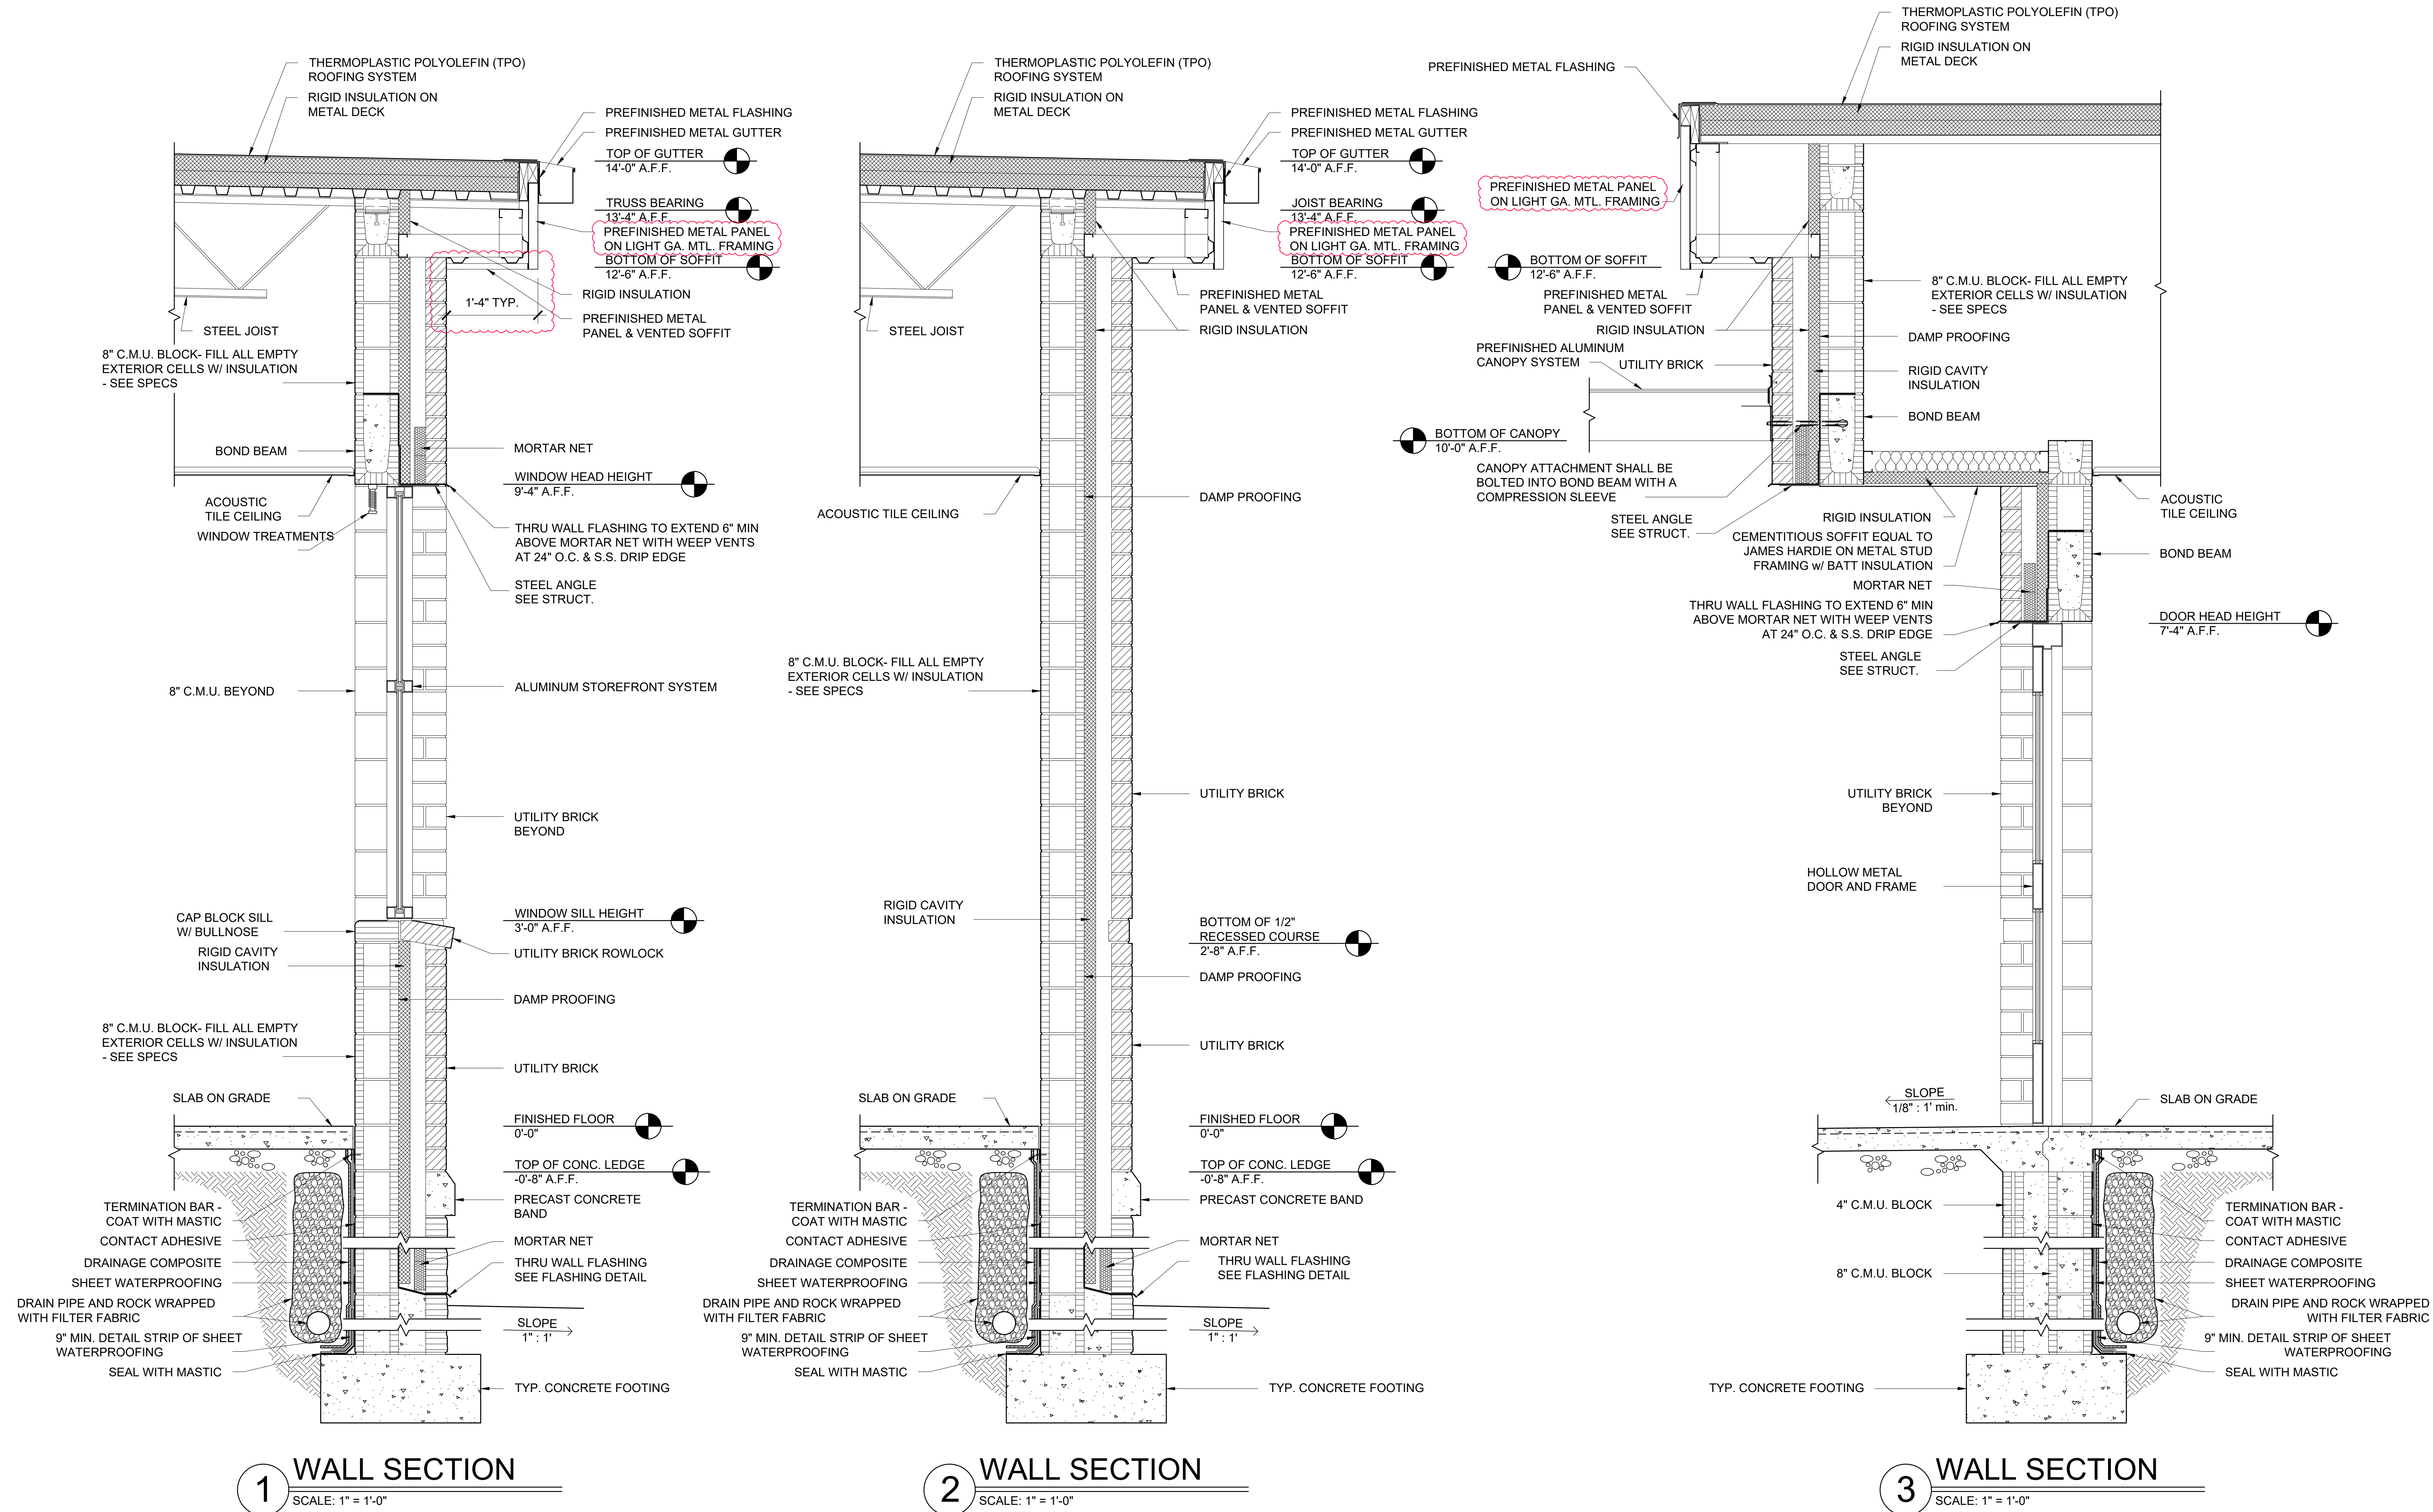 THERMOPLASTIC POLYOLEFIN (TPO)
ROOFING SYSTEM
RIGID INSULATION ON
METAL DECK
PREFINISHED METAL FLASHING
PREFINISHED METAL GUTTER
TOP OF GUTTER
14'-0" A.F.F.
TRUSS BEARING
13'-4" A.F.F.
PREFINISHED METAL PANEL
ON LIGHT GA. MTL. FRAMING
BOTTOM OF SOFFIT
12'-6" A.F.F.
1'-4" TYP.
RIGID INSULATION
PREFINISHED METAL
PANEL & VENTED SOFFIT
STEEL JOIST
8" C.M.U. BLOCK- FILL ALL EMPTY
EXTERIOR CELLS W/ INSULATION
- SEE SPECS
BOND BEAM
MORTAR NET
WINDOW HEAD HEIGHT
9'-4" A.F.F.
ACOUSTIC
TILE CEILING
WINDOW TREATMENTS
THRU WALL FLASHING TO EXTEND 6" MIN
ABOVE MORTAR NET WITH WEEP VENTS
AT 24" O.C. & S.S. DRIP EDGE
STEEL ANGLE
SEE STRUCT.
8" C.M.U. BEYOND
ALUMINUM STOREFRONT SYSTEM
UTILITY BRICK
BEYOND
CAP BLOCK SILL
W/ BULLNOSE
WINDOW SILL HEIGHT
3'-0" A.F.F.
RIGID CAVITY
INSULATION
UTILITY BRICK ROWLOCK
DAMP PROOFING
8" C.M.U. BLOCK- FILL ALL EMPTY
EXTERIOR CELLS W/ INSULATION
- SEE SPECS
UTILITY BRICK
SLAB ON GRADE
FINISHED FLOOR
0'-0"
TOP OF CONC. LEDGE
-0'-8" A.F.F.
PRECAST CONCRETE
BAND
TERMINATION BAR -
COAT WITH MASTIC
CONTACT ADHESIVE
MORTAR NET
DRAINAGE COMPOSITE
THRU WALL FLASHING
SEE FLASHING DETAIL
SHEET WATERPROOFING
DRAIN PIPE AND ROCK WRAPPED
WITH FILTER FABRIC
SLOPE
1" : 1'
9" MIN. DETAIL STRIP OF SHEET
WATERPROOFING
SEAL WITH MASTIC
TYP. CONCRETE FOOTING
1
WALL SECTION
SCALE: 1" = 1'-0"
THERMOPLASTIC POLYOLEFIN (TPO)
ROOFING SYSTEM
RIGID INSULATION ON
METAL DECK
PREFINISHED METAL FLASHING
PREFINISHED METAL GUTTER
TOP OF GUTTER
14'-0" A.F.F.
JOIST BEARING
13'-4" A.F.F.
PREFINISHED METAL PANEL
ON LIGHT GA. MTL. FRAMING
BOTTOM OF SOFFIT
12'-6" A.F.F.
PREFINISHED METAL
PANEL & VENTED SOFFIT
RIGID INSULATION
STEEL JOIST
DAMP PROOFING
ACOUSTIC TILE CEILING
8" C.M.U. BLOCK- FILL ALL EMPTY
EXTERIOR CELLS W/ INSULATION
- SEE SPECS
UTILITY BRICK
RIGID CAVITY
INSULATION
BOTTOM OF 1/2"
RECESSED COURSE
2'-8" A.F.F.
DAMP PROOFING
UTILITY BRICK
SLAB ON GRADE
FINISHED FLOOR
0'-0"
TOP OF CONC. LEDGE
-0'-8" A.F.F.
PRECAST CONCRETE BAND
TERMINATION BAR -
COAT WITH MASTIC
CONTACT ADHESIVE
MORTAR NET
DRAINAGE COMPOSITE
THRU WALL FLASHING
SEE FLASHING DETAIL
SHEET WATERPROOFING
DRAIN PIPE AND ROCK WRAPPED
WITH FILTER FABRIC
SLOPE
1" : 1'
9" MIN. DETAIL STRIP OF SHEET
WATERPROOFING
SEAL WITH MASTIC
TYP. CONCRETE FOOTING
2
WALL SECTION
SCALE: 1" = 1'-0"
THERMOPLASTIC POLYOLEFIN (TPO)
ROOFING SYSTEM
RIGID INSULATION ON
METAL DECK
PREFINISHED METAL FLASHING
PREFINISHED METAL PANEL
ON LIGHT GA. MTL. FRAMING
BOTTOM OF SOFFIT
12'-6" A.F.F.
PREFINISHED METAL
PANEL & VENTED SOFFIT
8" C.M.U. BLOCK- FILL ALL EMPTY
EXTERIOR CELLS W/ INSULATION
- SEE SPECS
RIGID INSULATION
DAMP PROOFING
PREFINISHED ALUMINUM
CANOPY SYSTEM
UTILITY BRICK
RIGID CAVITY
INSULATION
BOND BEAM
BOTTOM OF CANOPY
10'-0" A.F.F.
CANOPY ATTACHMENT SHALL BE
BOLTED INTO BOND BEAM WITH A
COMPRESSION SLEEVE
ACOUSTIC
TILE CEILING
STEEL ANGLE
SEE STRUCT.
RIGID INSULATION
CEMENTITIOUS SOFFIT EQUAL TO
JAMES HARDIE ON METAL STUD
FRAMING w/ BATT INSULATION
BOND BEAM
MORTAR NET
THRU WALL FLASHING TO EXTEND 6" MIN
ABOVE MORTAR NET WITH WEEP VENTS
AT 24" O.C. & S.S. DRIP EDGE
DOOR HEAD HEIGHT
7'-4" A.F.F.
STEEL ANGLE
SEE STRUCT.
UTILITY BRICK
BEYOND
HOLLOW METAL
DOOR AND FRAME
SLOPE
1/8" : 1' min.
SLAB ON GRADE
4" C.M.U. BLOCK
TERMINATION BAR -
COAT WITH MASTIC
CONTACT ADHESIVE
DRAINAGE COMPOSITE
8" C.M.U. BLOCK
SHEET WATERPROOFING
DRAIN PIPE AND ROCK WRAPPED
WITH FILTER FABRIC
9" MIN. DETAIL STRIP OF SHEET
WATERPROOFING
SEAL WITH MASTIC
TYP. CONCRETE FOOTING
3
WALL SECTION
SCALE: 1" = 1'-0"